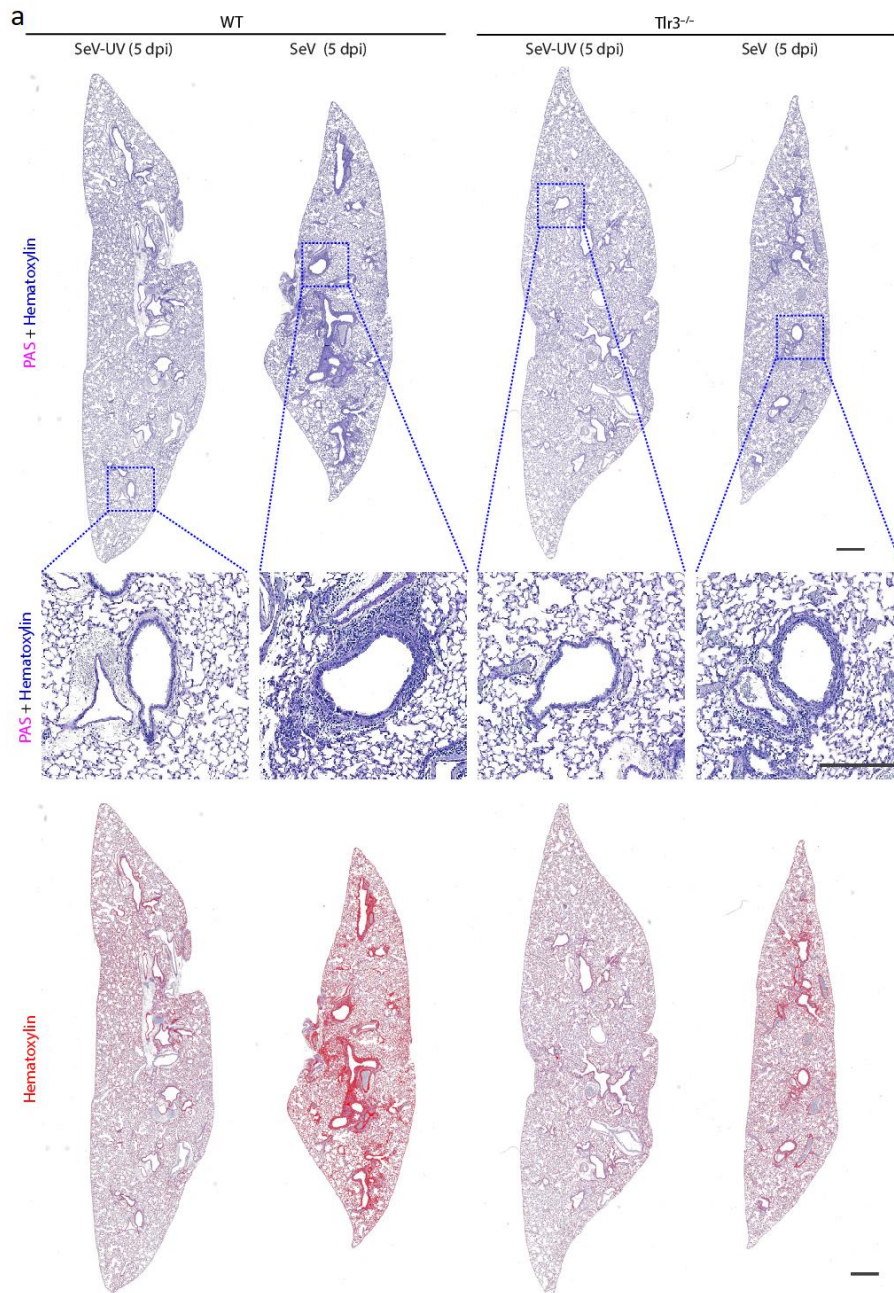 a
WT
Tlr3–/–
SeV-UV (5 dpi)
SeV (5 dpi)
SeV-UV (5 dpi)
SeV (5 dpi)
PAS + Hematoxylin
PAS + Hematoxylin
Hematoxylin